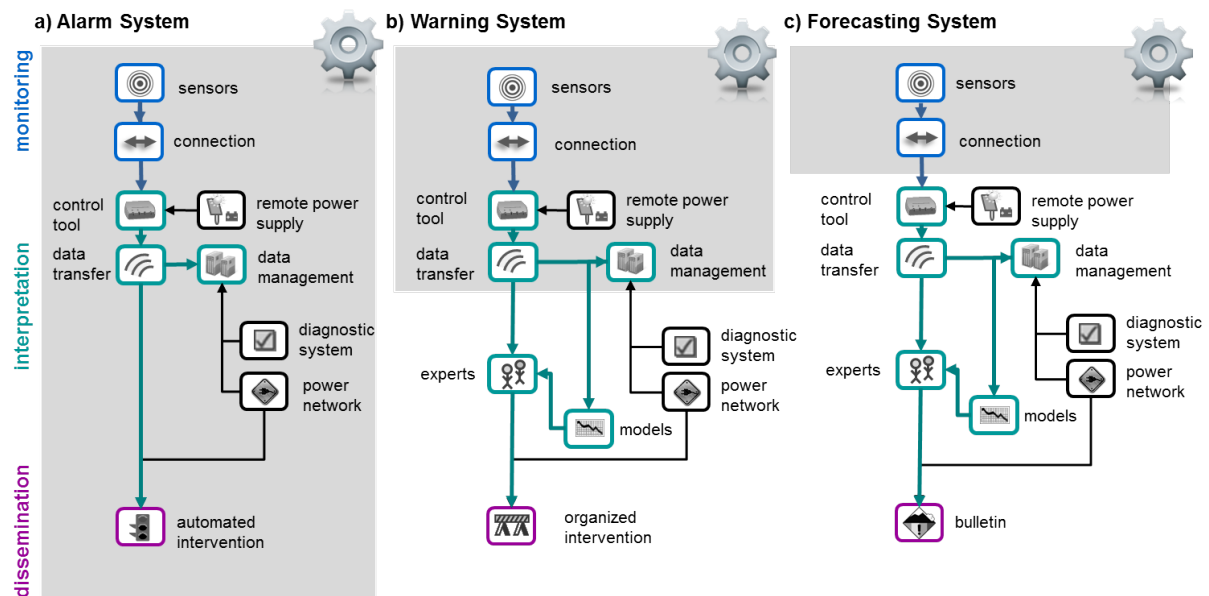 a) Alarm System
b) Warning System
c) Forecasting System
monitoring
interpretation
dissemination
sensors
connection
control
tool
remote power
supply
data
transfer
data
management
diagnostic
system
power
network
automated
intervention
sensors
connection
control
tool
remote power
supply
data
transfer
data
management
diagnostic
system
experts
power
network
models
organized
intervention
sensors
connection
control
tool
remote power
supply
data
transfer
data
management
diagnostic
system
experts
power
network
models
bulletin